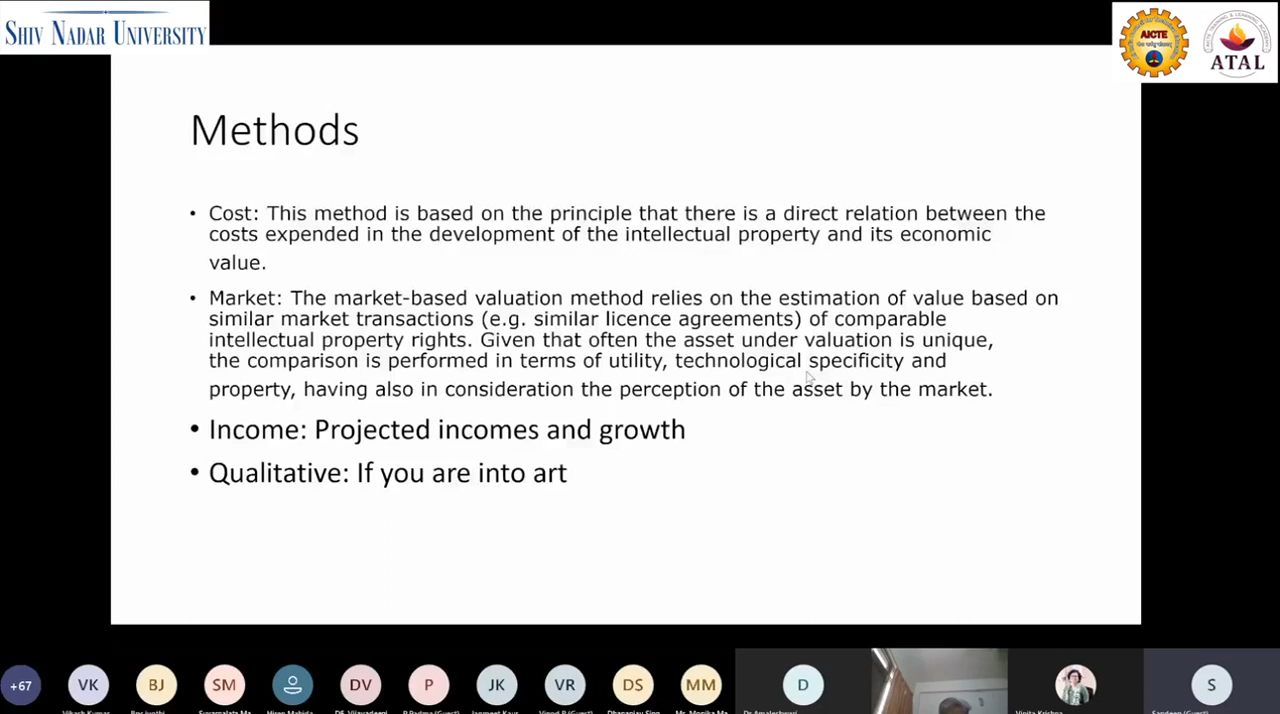 SHIV NADAR UNIVERSITY
AICTE
ATAL
Methods
• Cost: This method is based on the principle that there is a direct relation between the
costs expended in the development of the intellectual property and its economic
value.
• Market: The market-based valuation method relies on the estimation of value based on
similar market transactions (e.g. similar licence agreements) of comparable
intellectual property rights. Given that often the asset under valuation is unique,
the comparison is performed in terms of utility, technological specificity and
property, having also in consideration the perception of the asset by the market.
• Income: Projected incomes and growth
• Qualitative: If you are into art
+67 VK BJ SM DV P JK VR DS MM D S
Vinita Krishna